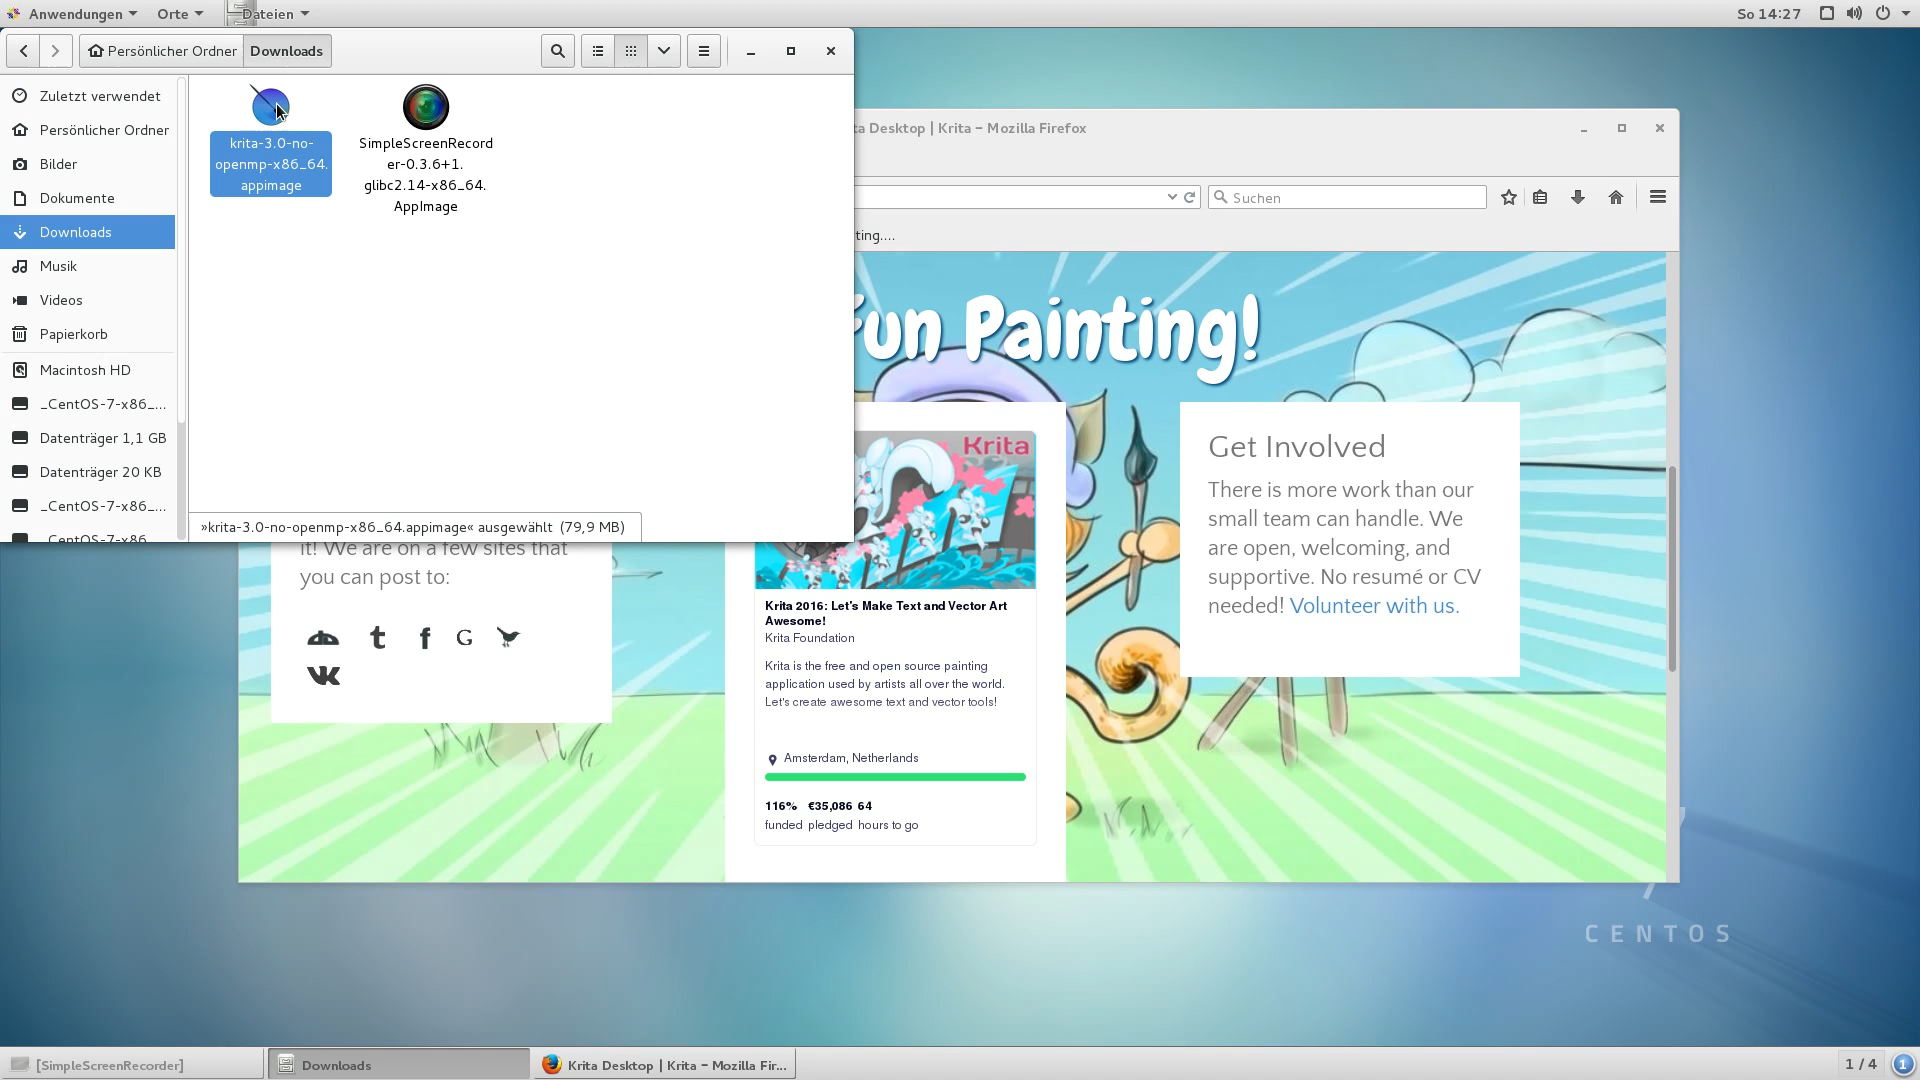 Anwendungen Orte Dateien So 14:27
Persönlicher Ordner Downloads
Zuletzt verwendet
Persönlicher Ordner
Bilder
Dokumente
Downloads
Musik
Videos
Papierkorb
Macintosh HD
_CentOS-7-x86_...
Datenträger 1,1 GB
Datenträger 20 KB
_CentOS-7-x86_...
_CentOS-7-x86
krita-3.0-no-
openmp-x86_64.
appimage
SimpleScreenRecord
er-0.3.6+1.
glibc2.14-x86_64.
AppImage
»krita-3.0-no-openmp-x86_64.appimage« ausgewählt (79,9 MB)
ta Desktop | Krita – Mozilla Firefox
Suchen
ting....
Fun Painting!
it! We are on a few sites that
you can post to:
Krita
Krita 2016: Let's Make Text and Vector Art
Awesome!
Krita Foundation
Krita is the free and open source painting
application used by artists all over the world.
Let's create awesome text and vector tools!
Amsterdam, Netherlands
116% €35,086 64
funded pledged hours to go
Get Involved
There is more work than our
small team can handle. We
are open, welcoming, and
supportive. No resumé or CV
needed! Volunteer with us.
7
CENTOS
[SimpleScreenRecorder]
Downloads
Krita Desktop | Krita – Mozilla Fir...
1 / 4
1